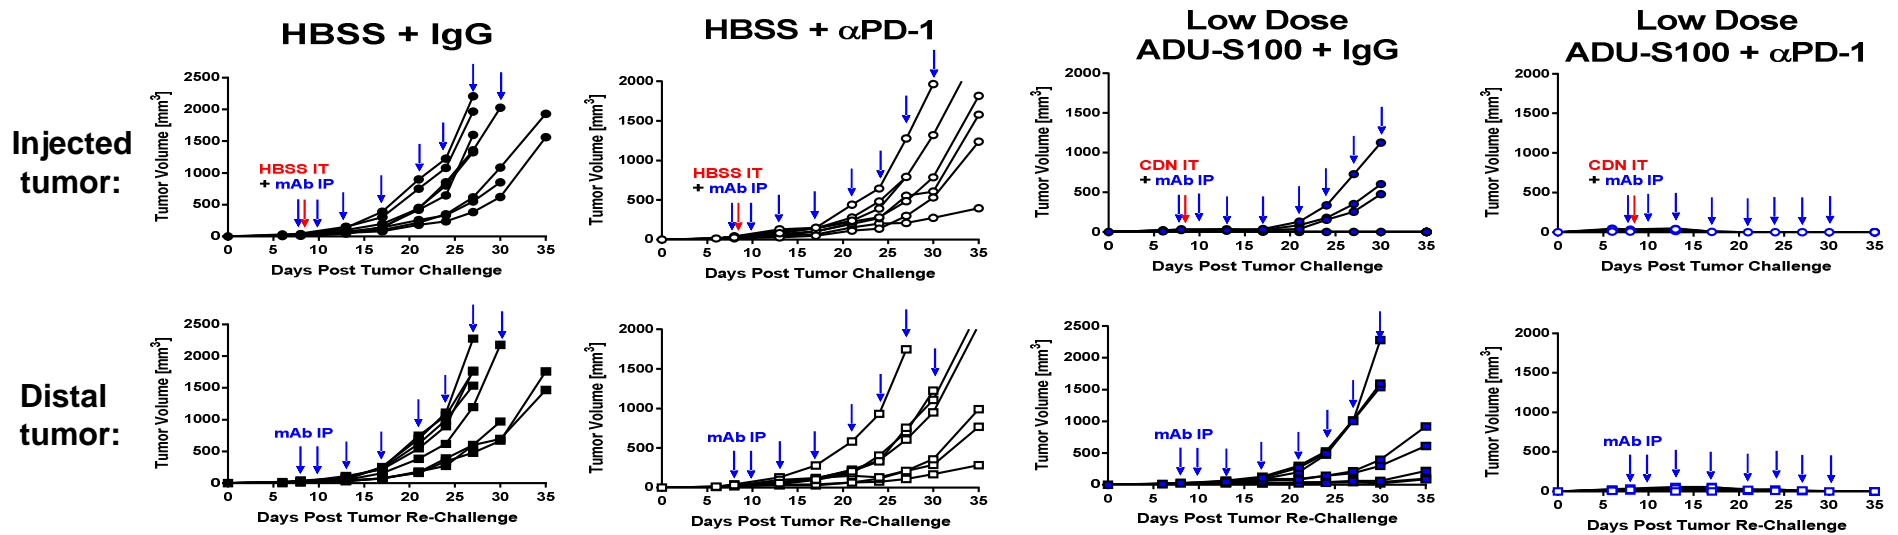 HBSS + IgG
HBSS + αPD-1
Low Dose
ADU-S100 + IgG
Low Dose
ADU-S100 + αPD-1
Injected
tumor:
Tumor Volume [mm³]
2500
2000
1500
1000
500
0
HBSS IT
+ mAb IP
0 5 10 15 20 25 30 35
Days Post Tumor Challenge
Tumor Volume [mm³]
2000
1500
1000
500
0
HBSS IT
+ mAb IP
0 5 10 15 20 25 30 35
Days Post Tumor Challenge
Tumor Volume [mm³]
2000
1500
1000
500
0
CDN IT
+ mAb IP
0 5 10 15 20 25 30 35
Days Post Tumor Challenge
Tumor Volume [mm³]
2000
1500
1000
500
0
CDN IT
+ mAb IP
0 5 10 15 20 25 30 35
Days Post Tumor Challenge
Distal
tumor:
Tumor Volume [mm³]
2500
2000
1500
1000
500
0
mAb IP
0 5 10 15 20 25 30 35
Days Post Tumor Re-Challenge
Tumor Volume [mm³]
2000
1500
1000
500
0
mAb IP
0 5 10 15 20 25 30 35
Days Post Tumor Re-Challenge
Tumor Volume [mm³]
2500
2000
1500
1000
500
0
mAb IP
0 5 10 15 20 25 30 35
Days Post Tumor Re-Challenge
Tumor Volume [mm³]
2000
1500
1000
500
0
mAb IP
0 5 10 15 20 25 30 35
Days Post Tumor Re-Challenge